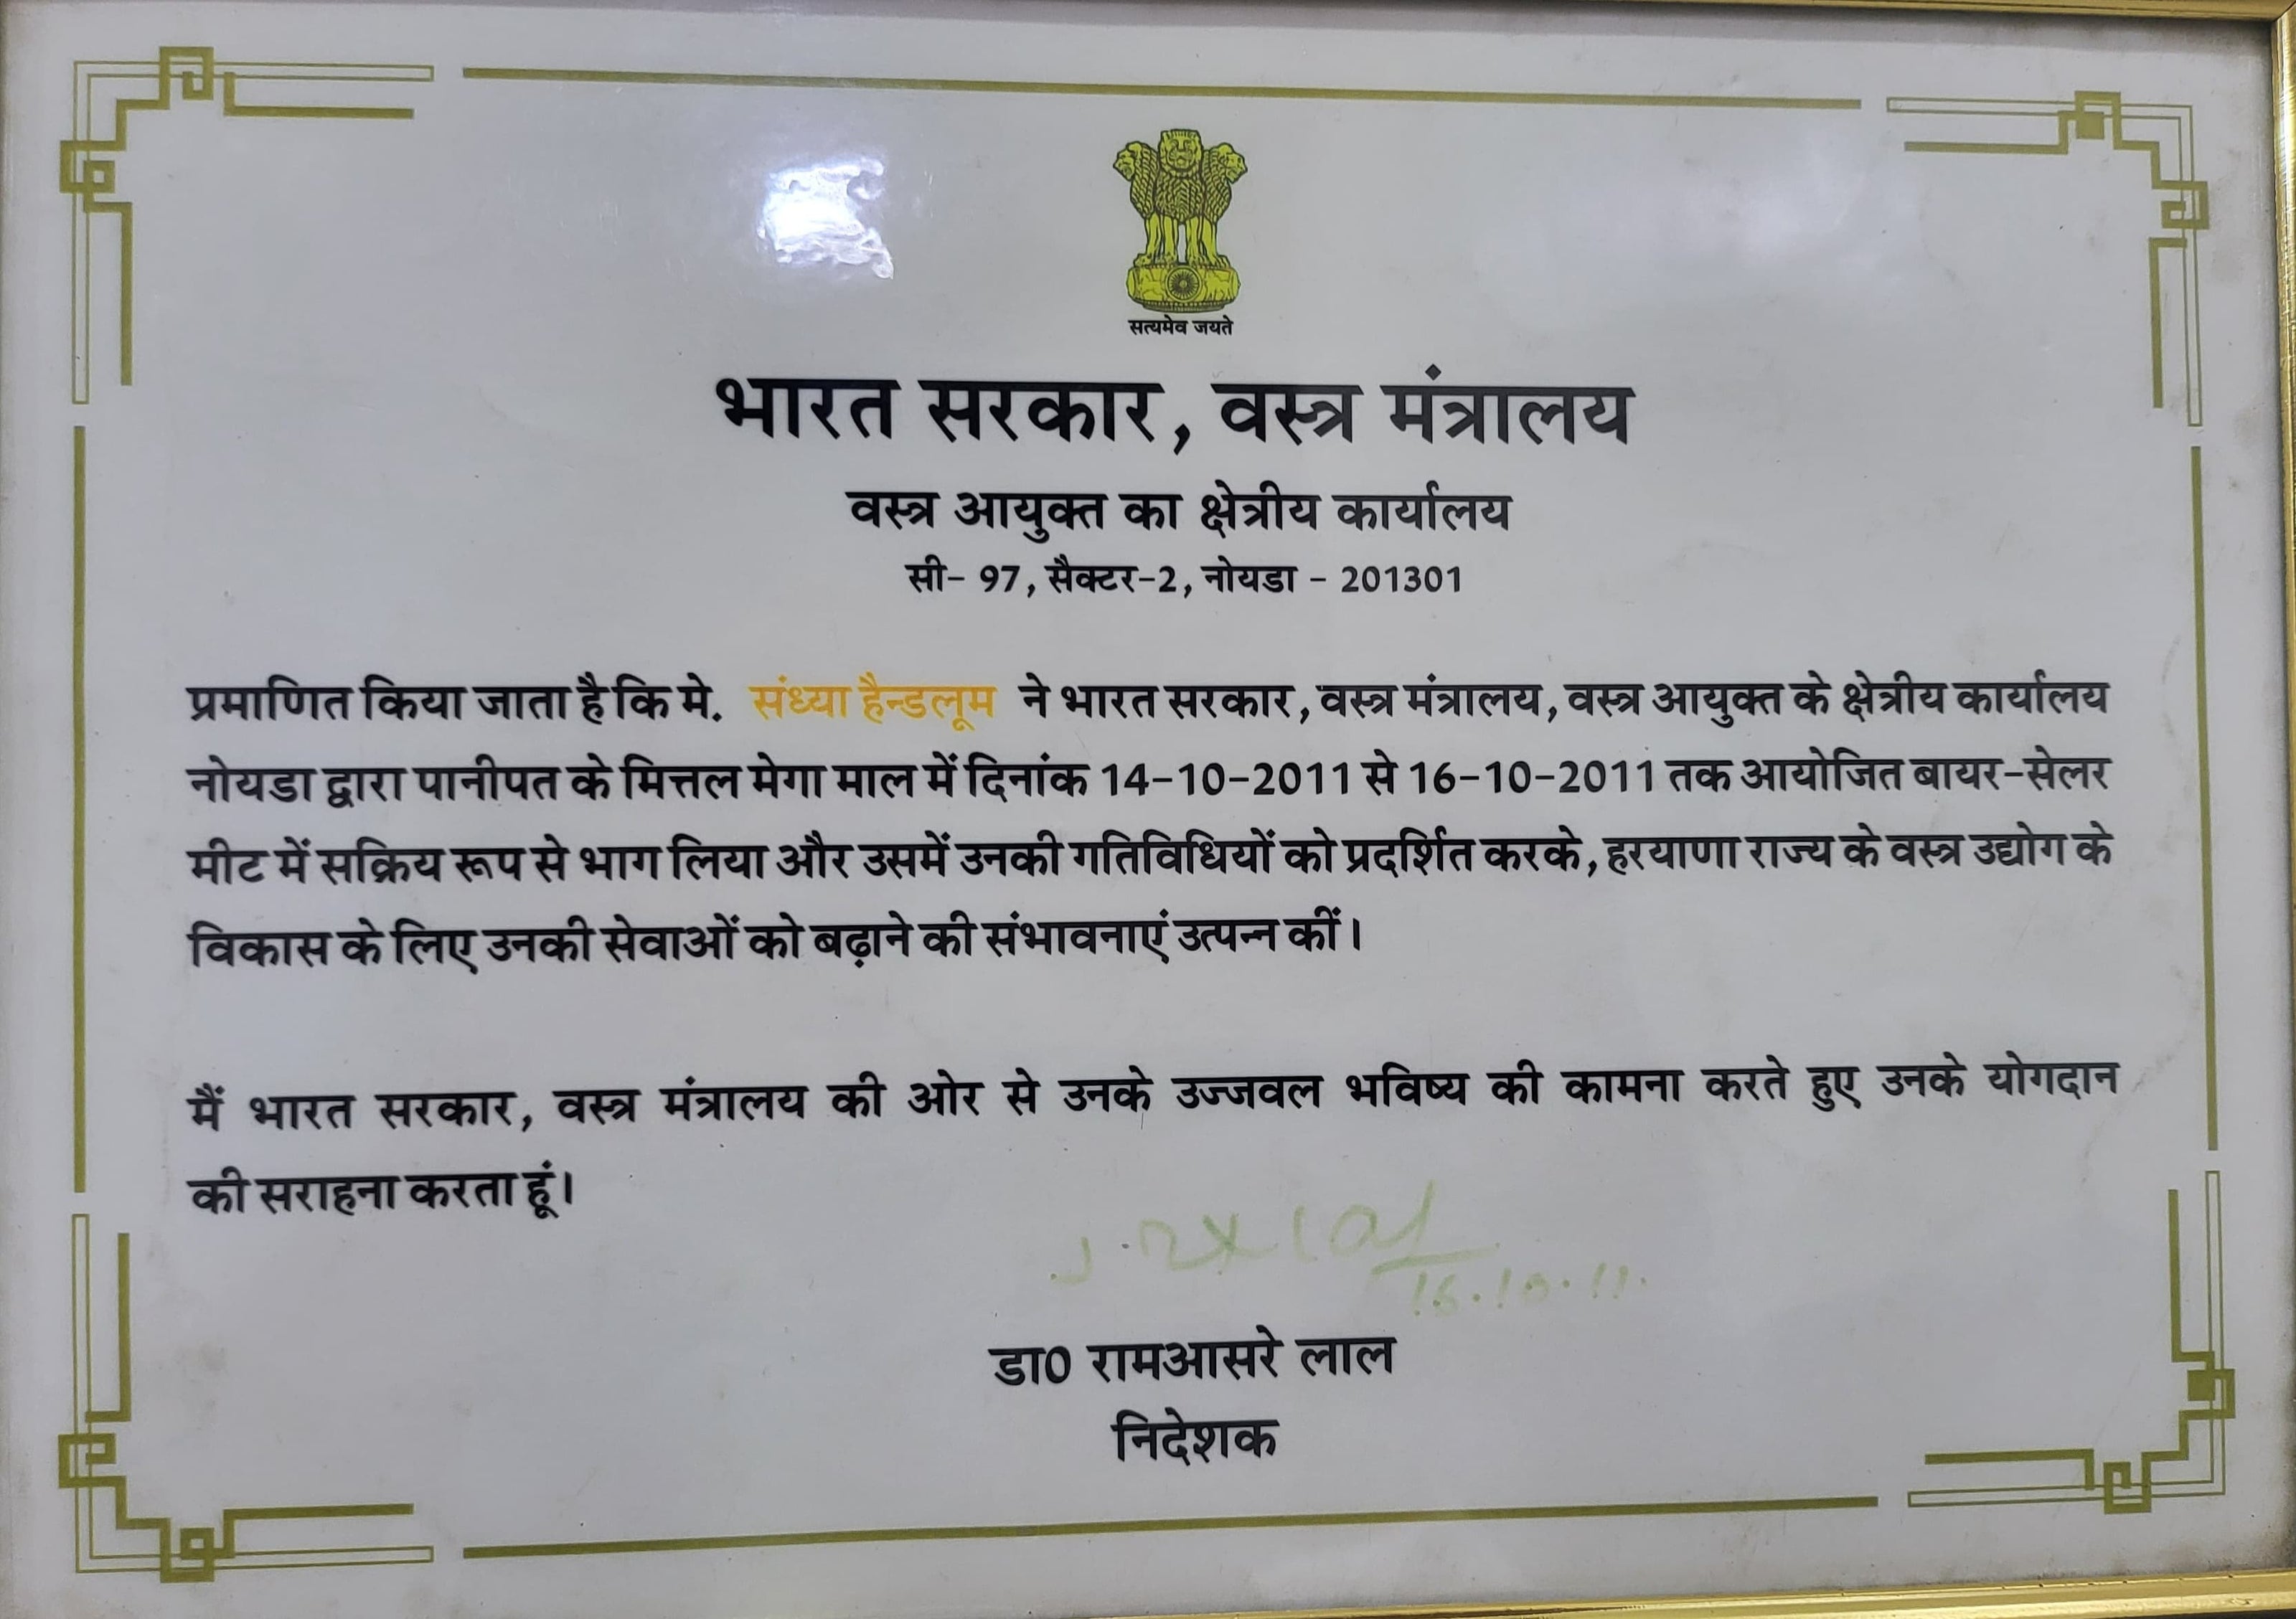 सत्यमेव जयते
भारत सरकार, वस्त्र मंत्रालय
वस्त्र आयुक्त का क्षेत्रीय कार्यालय
सी- 97, सैक्टर-2, नोयडा - 201301
प्रमाणित किया जाता है कि मे. संध्या हैन्डलूम ने भारत सरकार, वस्त्र मंत्रालय, वस्त्र आयुक्त के क्षेत्रीय कार्यालय
नोयडा द्वारा पानीपत के मित्तल मेगा माल में दिनांक 14-10-2011 से 16-10-2011 तक आयोजित बायर-सेलर
मीट में सक्रिय रूप से भाग लिया और उसमें उनकी गतिविधियों को प्रदर्शित करके, हरयाणा राज्य के वस्त्र उद्योग के
विकास के लिए उनकी सेवाओं को बढ़ाने की संभावनाएं उत्पन्न कीं।
मैं भारत सरकार, वस्त्र मंत्रालय की ओर से उनके उज्जवल भविष्य की कामना करते हुए उनके योगदान
की सराहना करता हूं।
16.10.11.
डा0 रामआसरे लाल
निदेशक